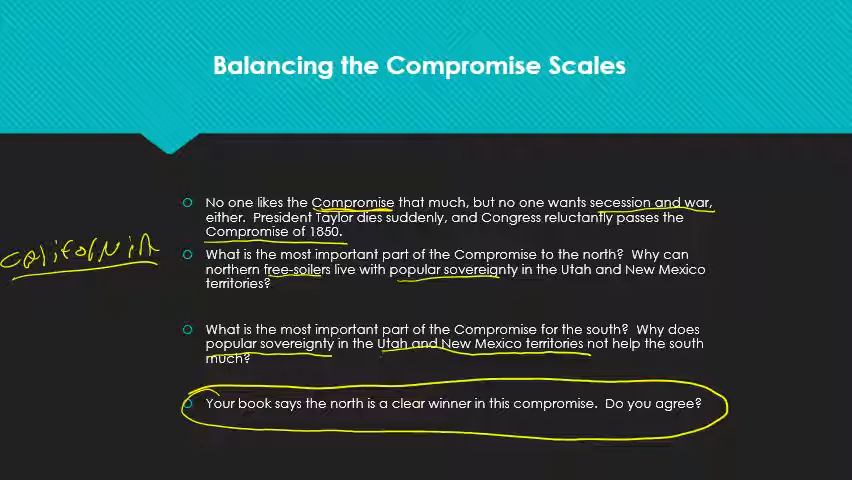 Balancing the Compromise Scales
No one likes the Compromise that much, but no one wants secession and war,
either. President Taylor dies suddenly, and Congress reluctantly passes the
Compromise of 1850.
California
What is the most important part of the Compromise to the north? Why can
northern free-soilers live with popular sovereignty in the Utah and New Mexico
territories?
What is the most important part of the Compromise for the south? Why does
popular sovereignty in the Utah and New Mexico territories not help the south
much?
Your book says the north is a clear winner in this compromise. Do you agree?